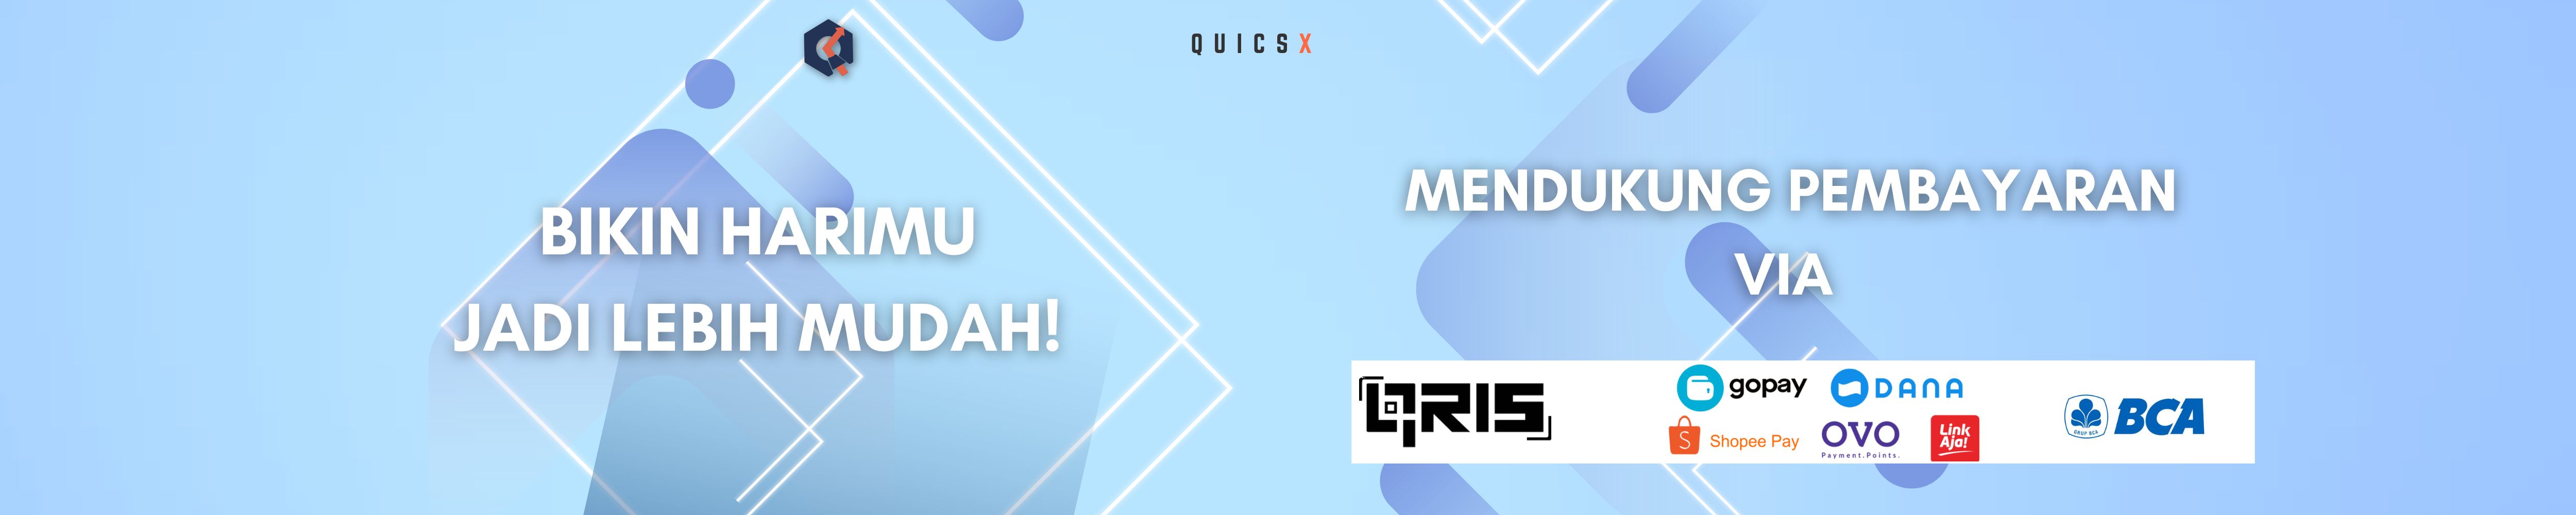 QUICSX
BIKIN HARIMU
JADI LEBIH MUDAH!
MENDUKUNG PEMBAYARAN
VIA
QRIS
gopay
DANA
Shopee Pay
OVO
Payment.Points.
Link
Aja!
GRUP BCA
BCA